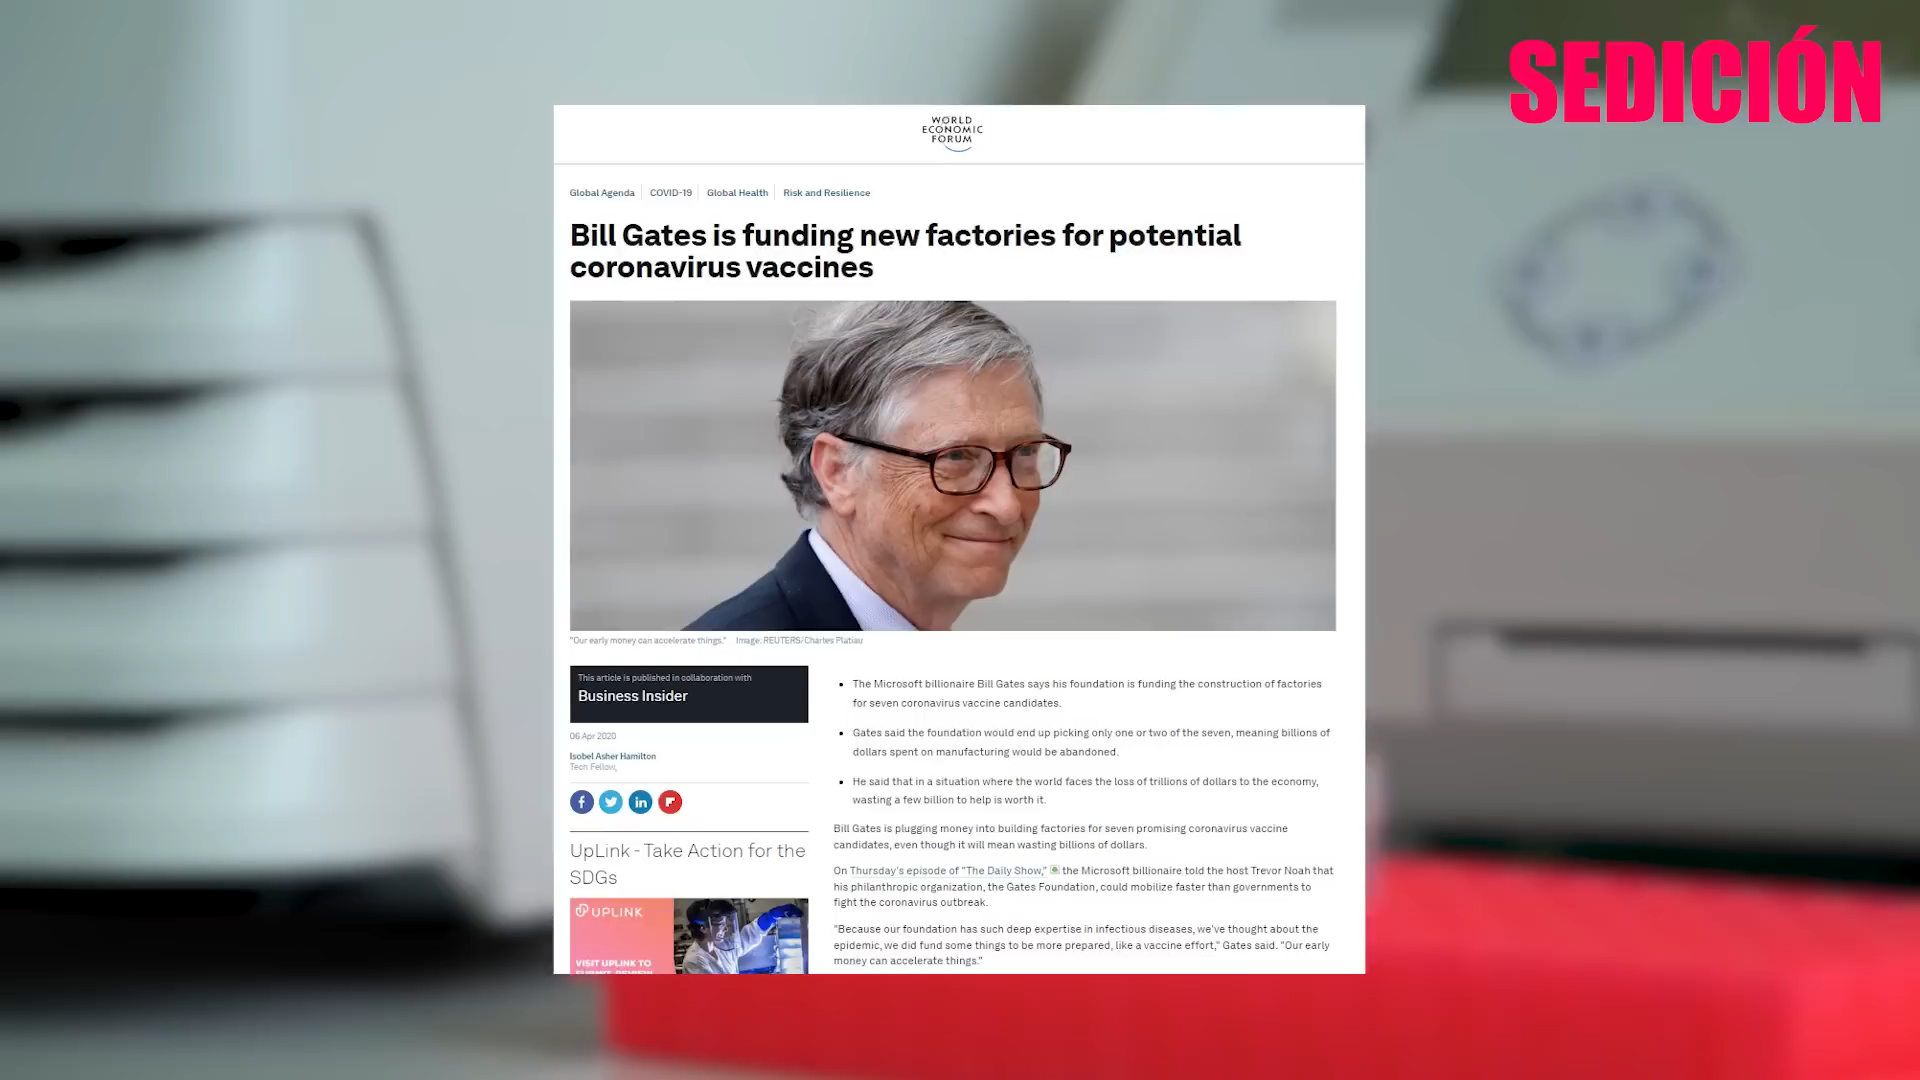 SEDICIÓN
WORLD
ECONOMIC
FORUM
Global Agenda COVID-19 Global Health Risk and Resilience
Bill Gates is funding new factories for potential
coronavirus vaccines
"Our early money can accelerate things." Image: REUTERS/Charles Platiau
This article is published in collaboration with
Business Insider
06 Apr 2020
Isobel Asher Hamilton
Tech Fellow,
UpLink - Take Action for the
SDGs
UPLINK
VISIT UPLINK TO
SUBMIT, REVIEW
The Microsoft billionaire Bill Gates says his foundation is funding the construction of factories
for seven coronavirus vaccine candidates.
Gates said the foundation would end up picking only one or two of the seven, meaning billions of
dollars spent on manufacturing would be abandoned.
He said that in a situation where the world faces the loss of trillions of dollars to the economy,
wasting a few billion to help is worth it.
Bill Gates is plugging money into building factories for seven promising coronavirus vaccine
candidates, even though it will mean wasting billions of dollars.
On Thursday's episode of "The Daily Show," the Microsoft billionaire told the host Trevor Noah that
his philanthropic organization, the Gates Foundation, could mobilize faster than governments to
fight the coronavirus outbreak.
"Because our foundation has such deep expertise in infectious diseases, we've thought about the
epidemic, we did fund some things to be more prepared, like a vaccine effort," Gates said. "Our early
money can accelerate things."